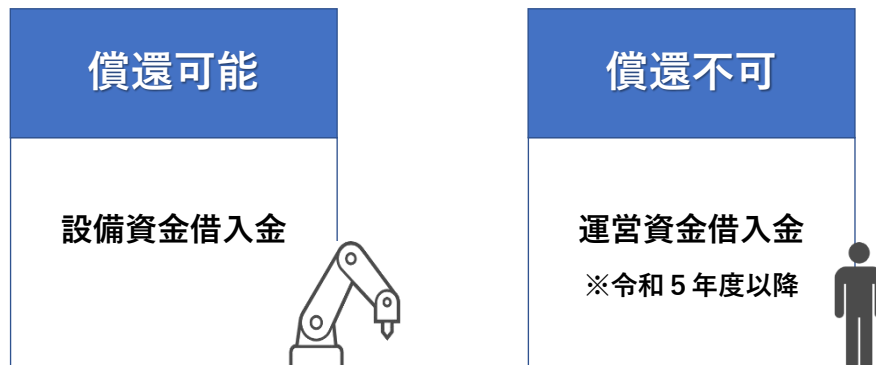 償還可能
設備資金借入金
償還不可
運営資金借入金
※令和５年度以降